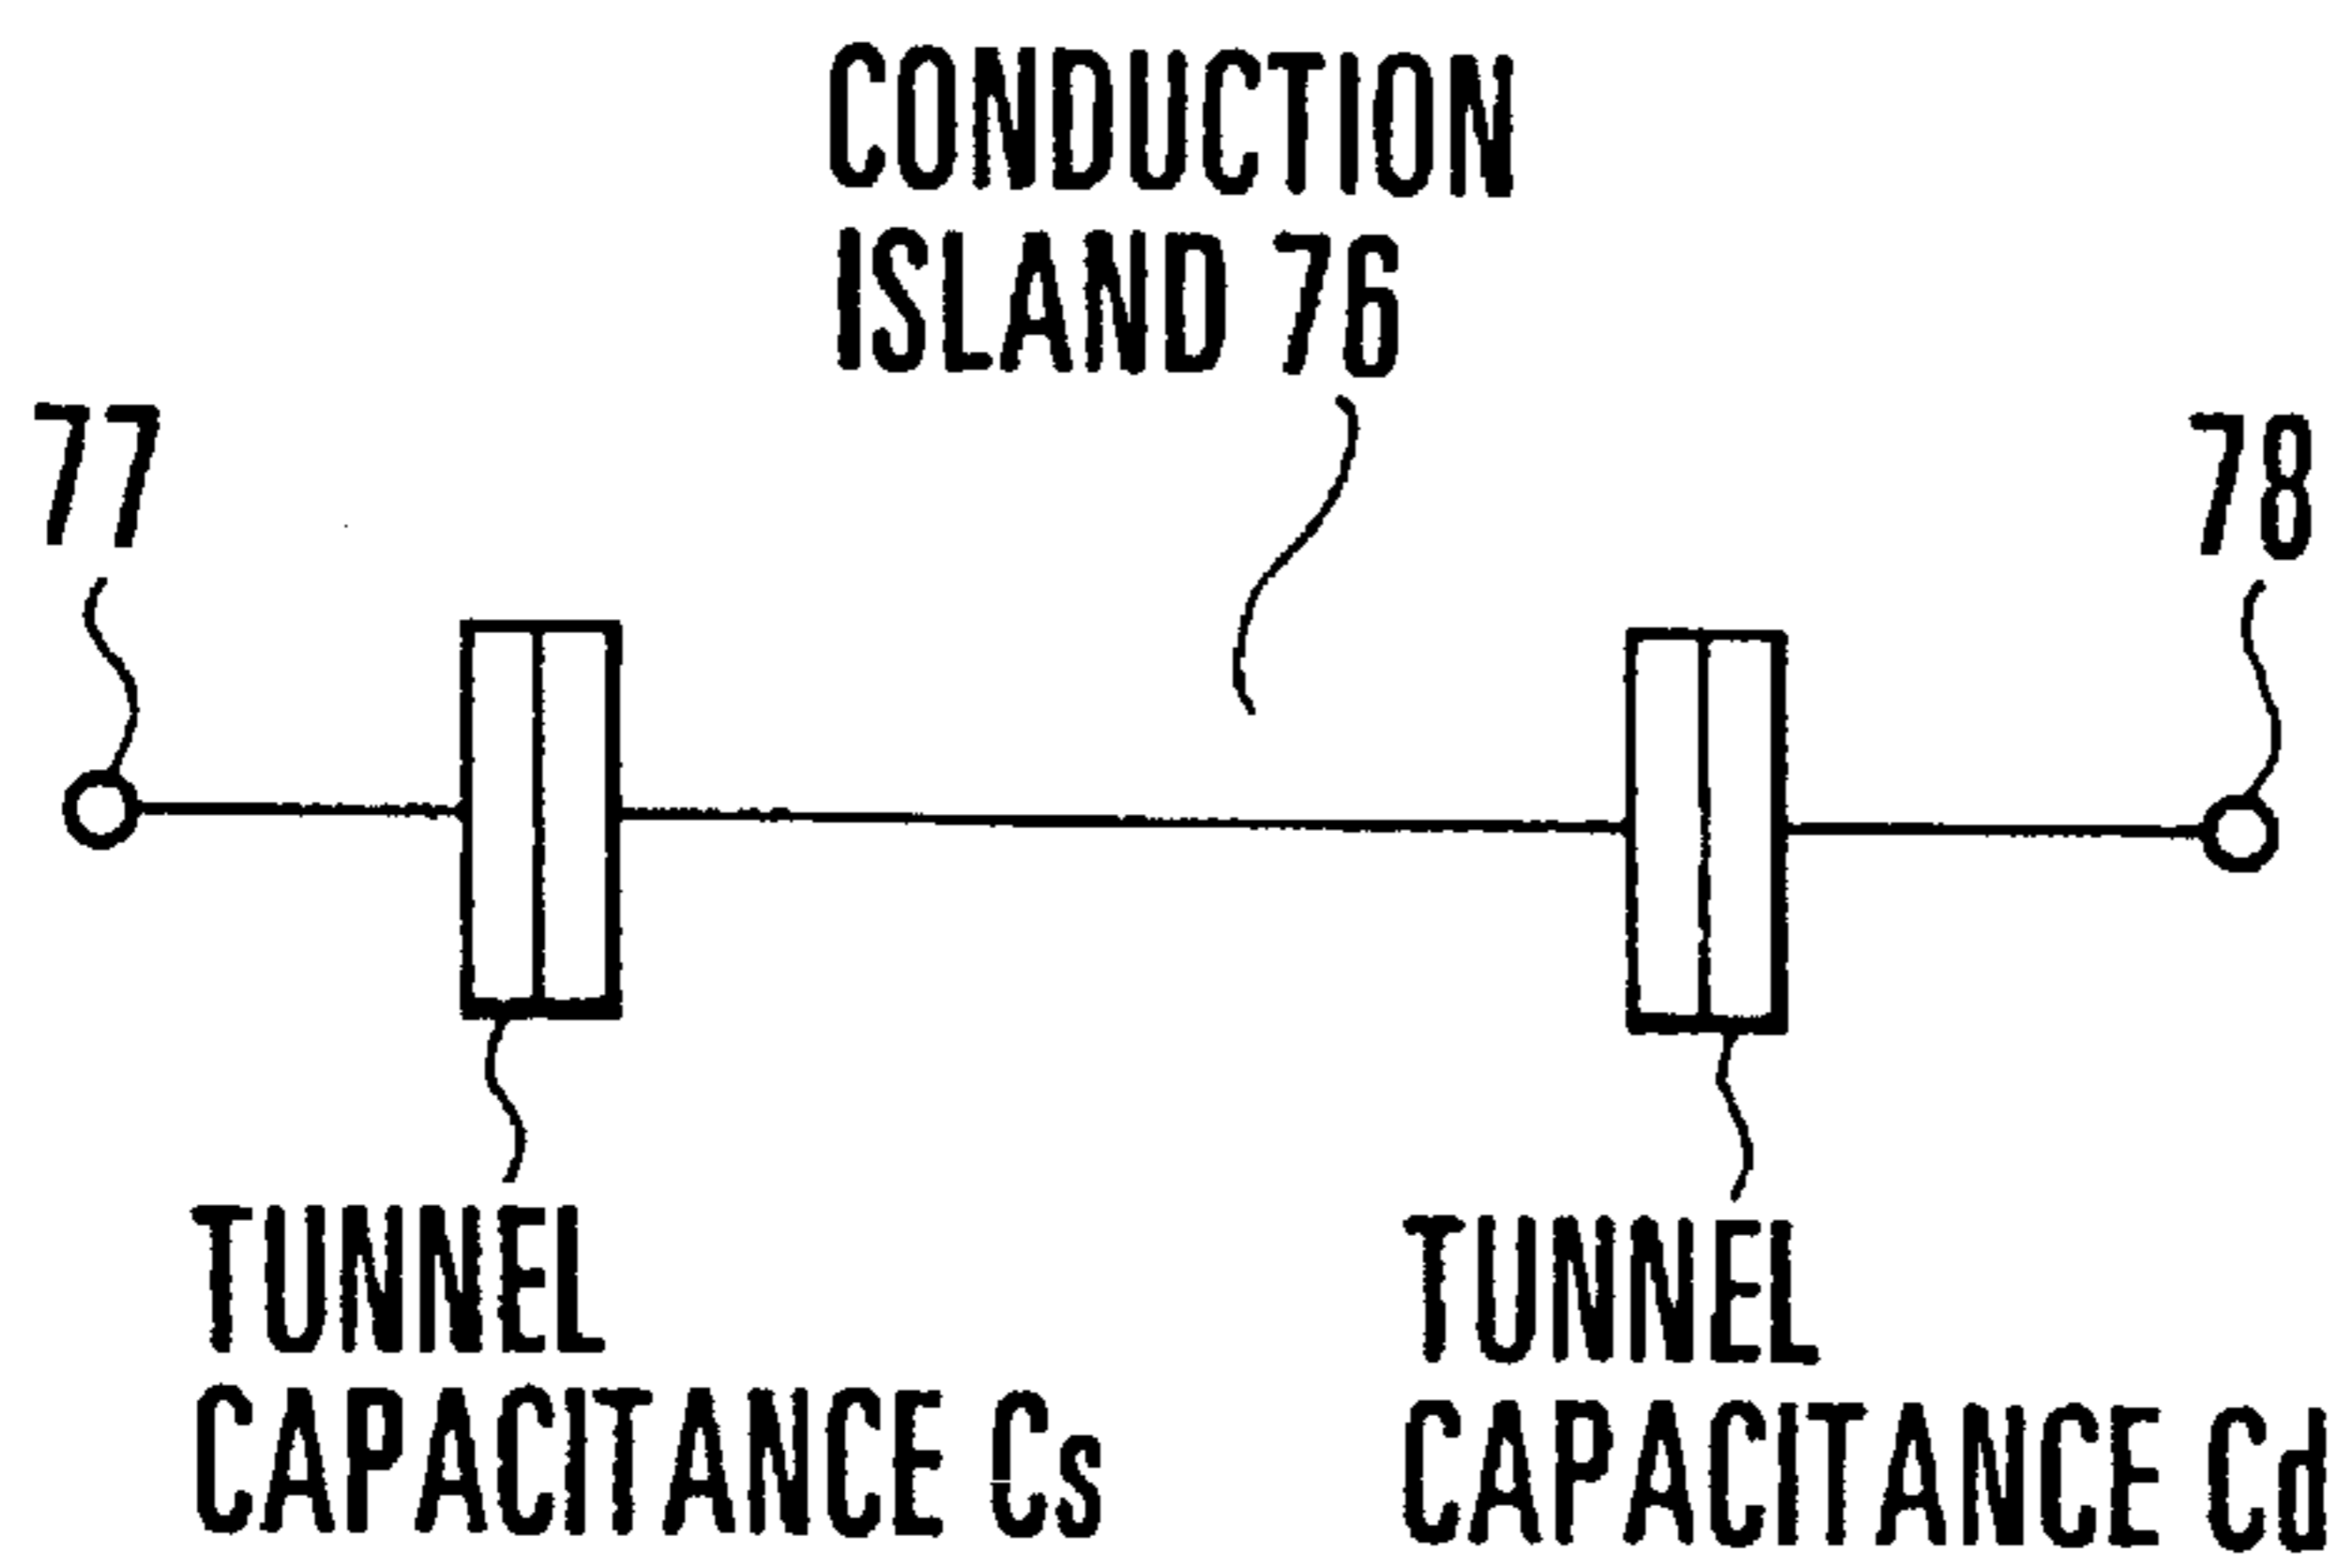 CONDUCTION
ISLAND 76
77
78
TUNNEL
CAPACITANCE Cs
TUNNEL
CAPACITANCE Cd